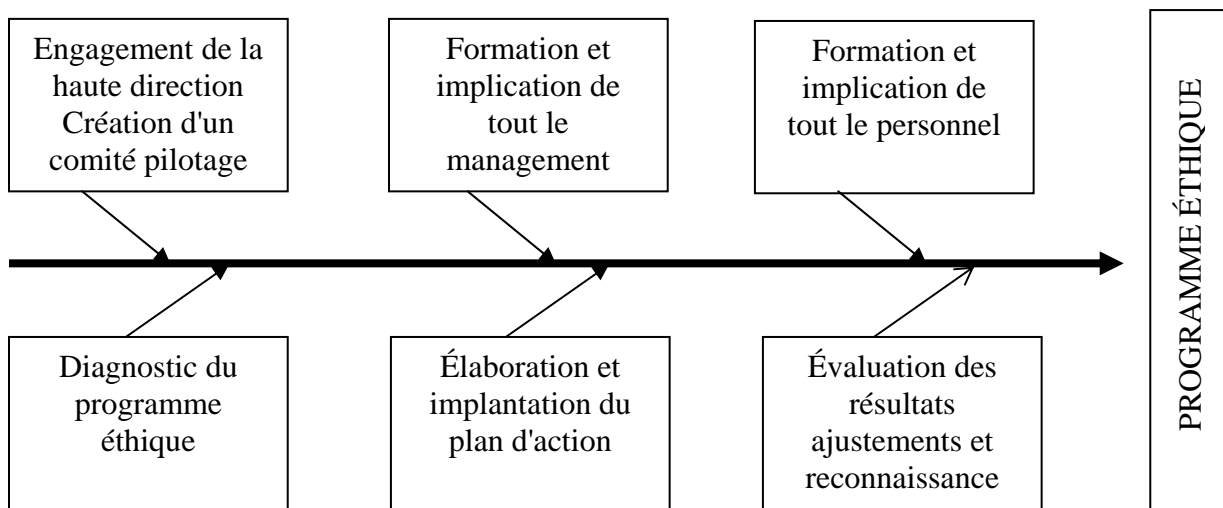 Engagement de la
haute direction
Création d'un
comité pilotage
Formation et
implication de
tout le
management
Formation et
implication de
tout le personnel
Diagnostic du
programme
éthique
Élaboration et
implantation du
plan d'action
Évaluation des
résultats
ajustements et
reconnaissance
PROGRAMME ÉTHIQUE